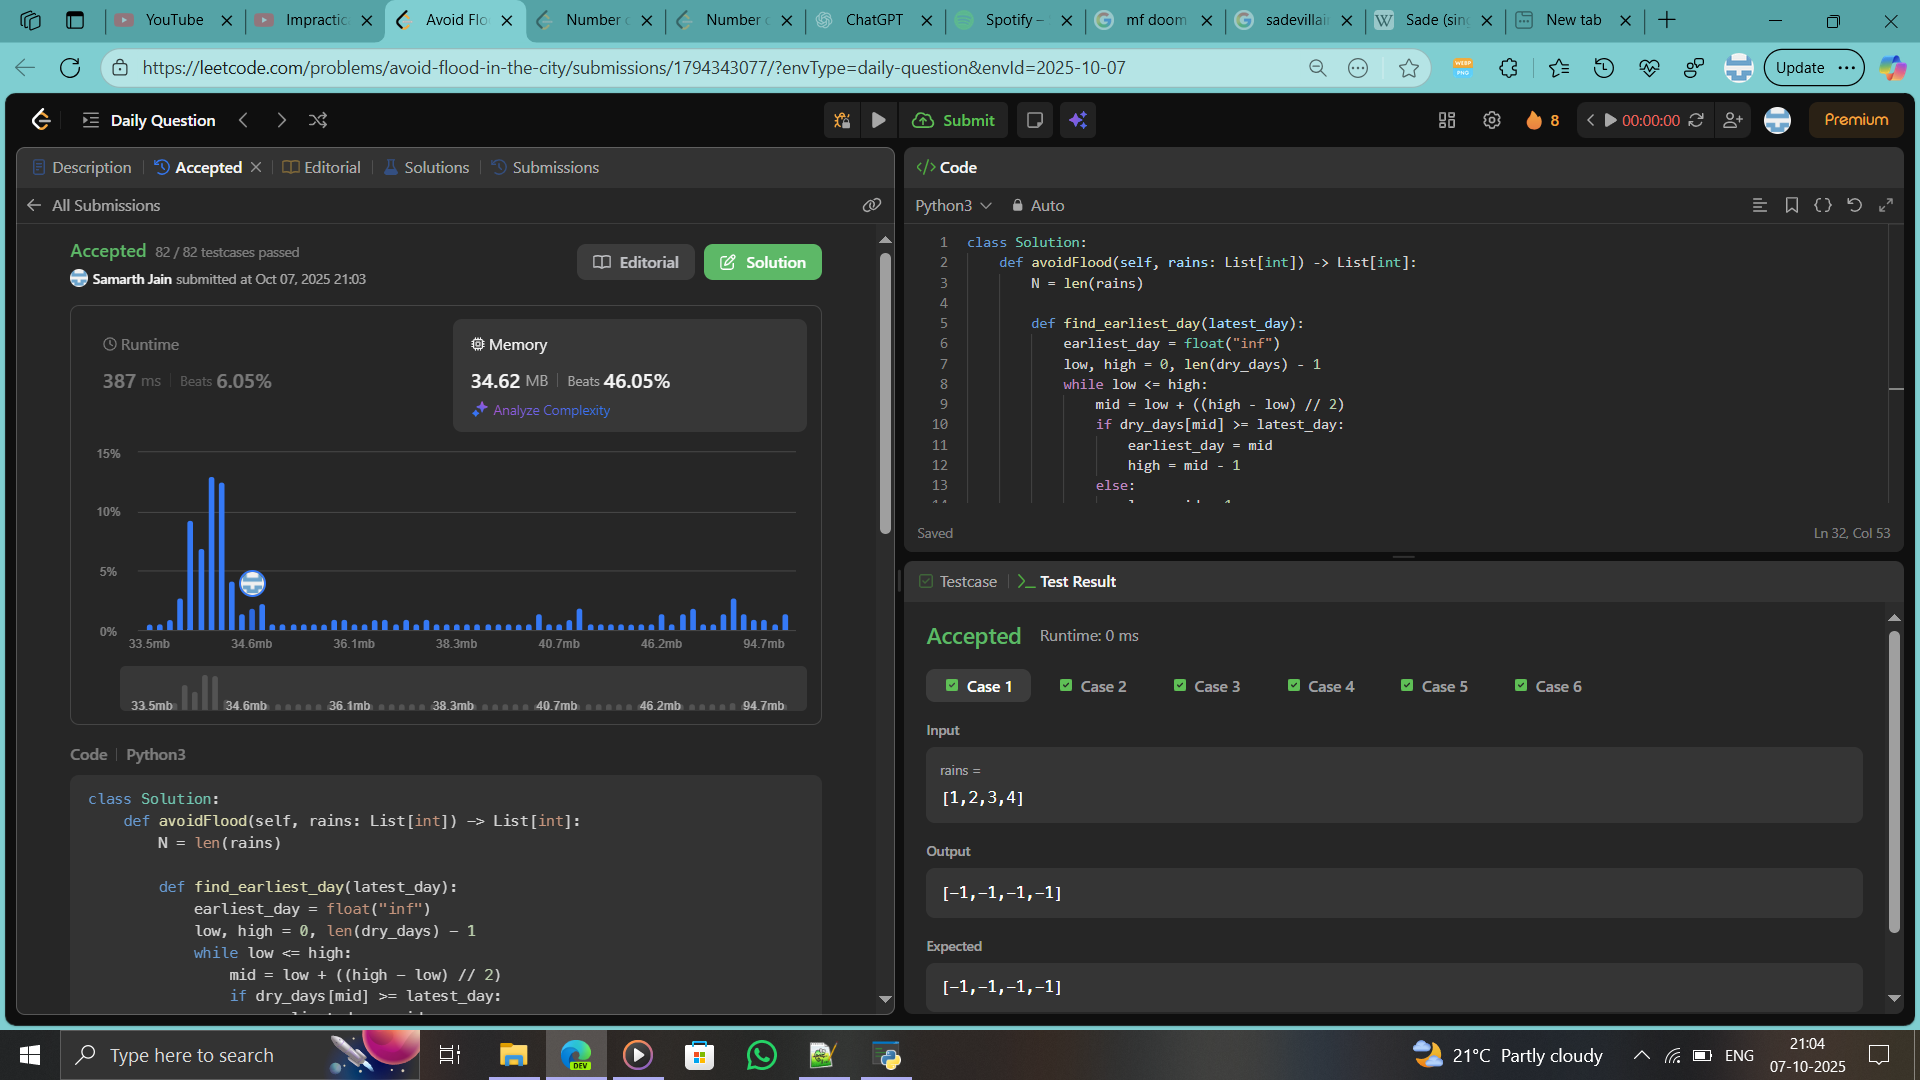 YouTube
Impractic
Avoid Flo
Number
Number
ChatGPT
Spotify –
mf doom
sadevillai
Sade (sing
New tab
https://leetcode.com/problems/avoid-flood-in-the-city/submissions/1794343077/?envType=daily-question&envId=2025-10-07
Update
Daily Question
Submit
8
00:00:00
Premium
Description
Accepted
Editorial
Solutions
Submissions
All Submissions
Accepted 82 / 82 testcases passed
Samarth Jain submitted at Oct 07, 2025 21:03
Editorial
Solution
Runtime
387 ms Beats 6.05%
Memory
34.62 MB Beats 46.05%
Analyze Complexity
15%
10%
5%
0%
33.5mb 34.6mb 36.1mb 38.3mb 40.7mb 46.2mb 94.7mb
33.5mb 34.6mb 36.1mb 38.3mb 40.7mb 46.2mb 94.7mb
Code Python3
class Solution:
def avoidFlood(self, rains: List[int]) -> List[int]:
N = len(rains)
def find_earliest_day(latest_day):
earliest_day = float("inf")
low, high = 0, len(dry_days) - 1
while low <= high:
mid = low + ((high - low) // 2)
if dry_days[mid] >= latest_day:
</> Code
Python3
Auto
1 class Solution:
2 def avoidFlood(self, rains: List[int]) -> List[int]:
3 N = len(rains)
4
5 def find_earliest_day(latest_day):
6 earliest_day = float("inf")
7 low, high = 0, len(dry_days) - 1
8 while low <= high:
9 mid = low + ((high - low) // 2)
10 if dry_days[mid] >= latest_day:
11 earliest_day = mid
12 high = mid - 1
13 else:
Saved
Ln 32, Col 53
Testcase
Test Result
Accepted Runtime: 0 ms
Case 1
Case 2
Case 3
Case 4
Case 5
Case 6
Input
rains =
[1,2,3,4]
Output
[-1,-1,-1,-1]
Expected
[-1,-1,-1,-1]
Type here to search
DEV
21°C Partly cloudy
ENG
21:04
07-10-2025